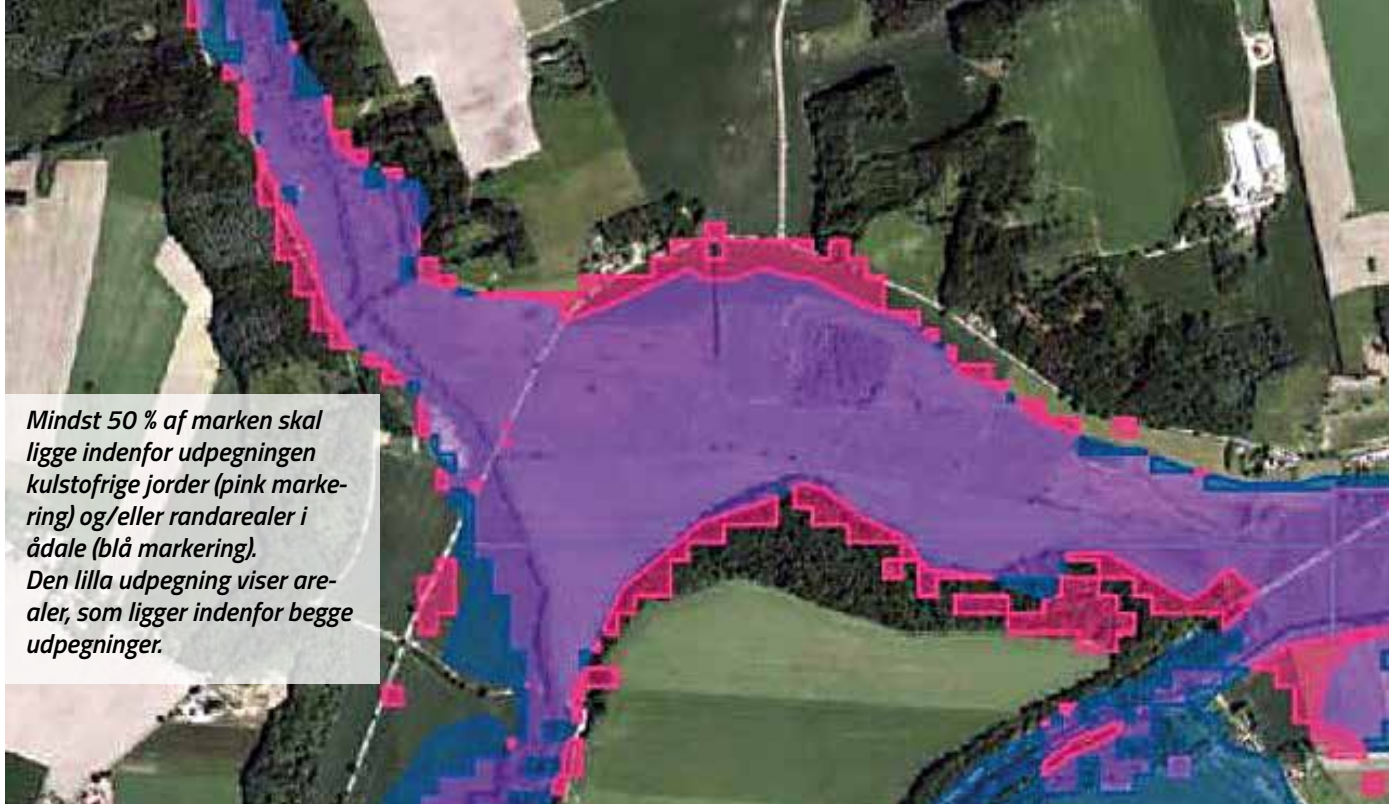 Mindst 50 % af marken skal
ligge indenfor udpegningen
kulstofrige jorder (pink marke-
ring) og/eller randarealer i
ådale (blå markering).
Den lilla udpegning viser are-
aler, som ligger indenfor begge
udpegninger.